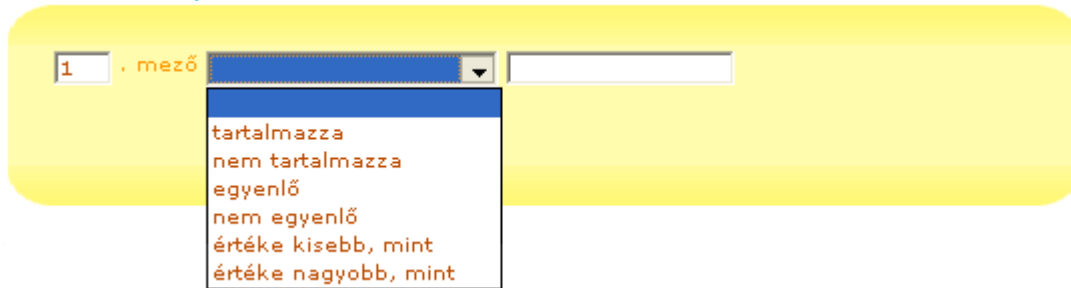 1 . mező
tartalmazza
nem tartalmazza
egyenlő
nem egyenlő
értéke kisebb, mint
értéke nagyobb, mint